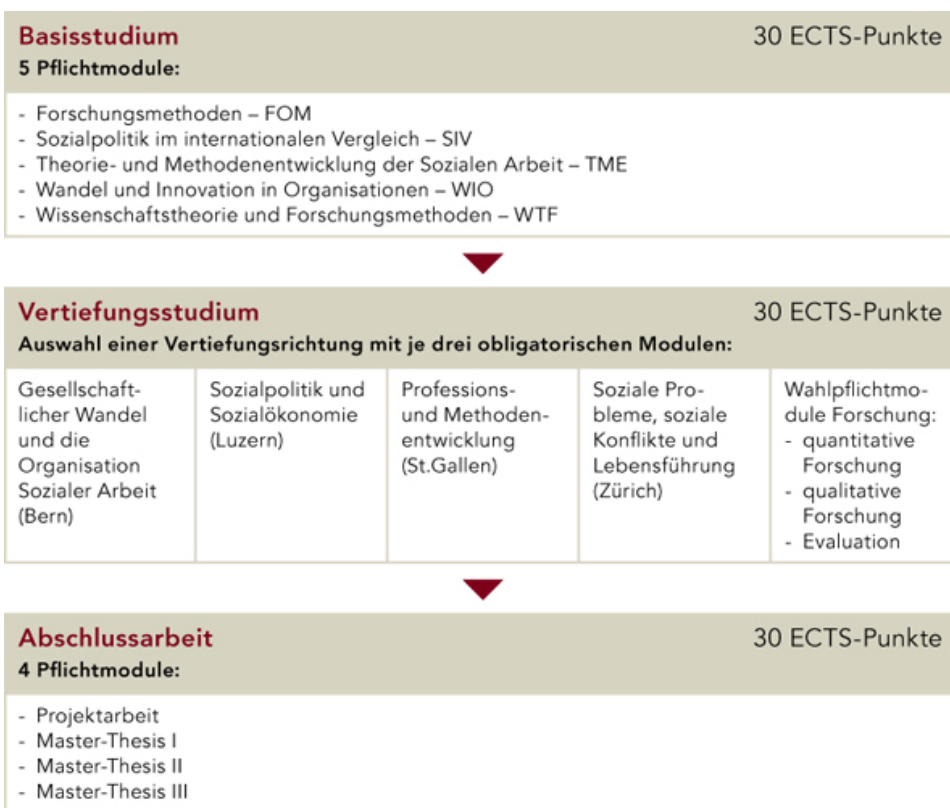 Basisstudium 30 ECTS-Punkte
5 Pflichtmodule:
- Forschungsmethoden – FOM
- Sozialpolitik im internationalen Vergleich – SIV
- Theorie- und Methodenentwicklung der Sozialen Arbeit – TME
- Wandel und Innovation in Organisationen – WIO
- Wissenschaftstheorie und Forschungsmethoden – WTF
Vertiefungsstudium 30 ECTS-Punkte
Auswahl einer Vertiefungsrichtung mit je drei obligatorischen Modulen:
Gesellschaft-
licher Wandel
und die
Organisation
Sozialer Arbeit
(Bern)
Sozialpolitik und
Sozialökonomie
(Luzern)
Professions-
und Methoden-
entwicklung
(St.Gallen)
Soziale Pro-
bleme, soziale
Konflikte und
Lebensführung
(Zürich)
Wahlpflichtmo-
dule Forschung:
- quantitative
Forschung
- qualitative
Forschung
- Evaluation
Abschlussarbeit 30 ECTS-Punkte
4 Pflichtmodule:
- Projektarbeit
- Master-Thesis I
- Master-Thesis II
- Master-Thesis III